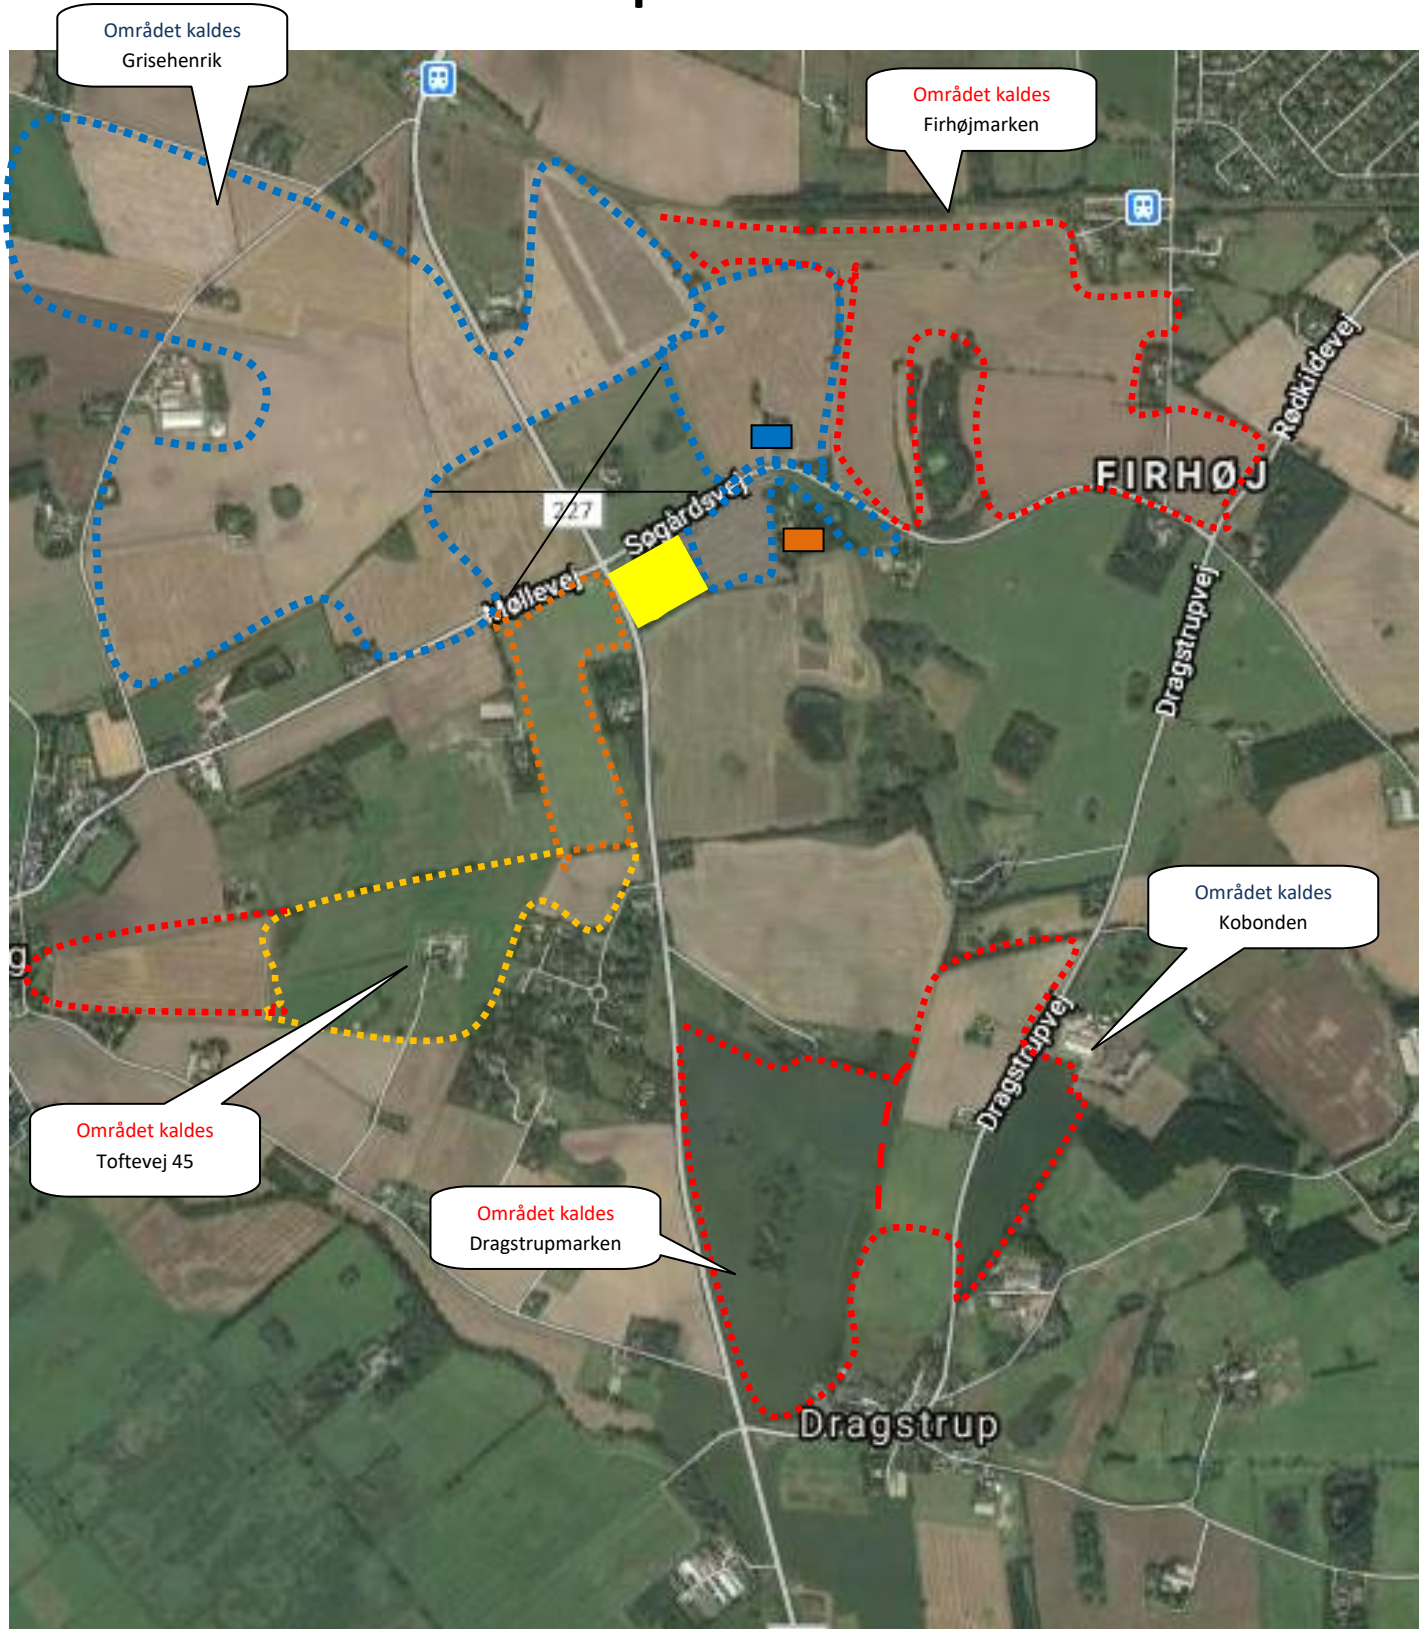 Området kaldes
Grisehenrik
Området kaldes
Firhøjmarken
Rødkildevej
FIRHØJ
227
Søgårdsvej
Møllevej
Dragstrupvej
Området kaldes
Kobonden
g
Dragstrupvej
Området kaldes
Toftevej 45
Området kaldes
Dragstrupmarken
Dragstrup